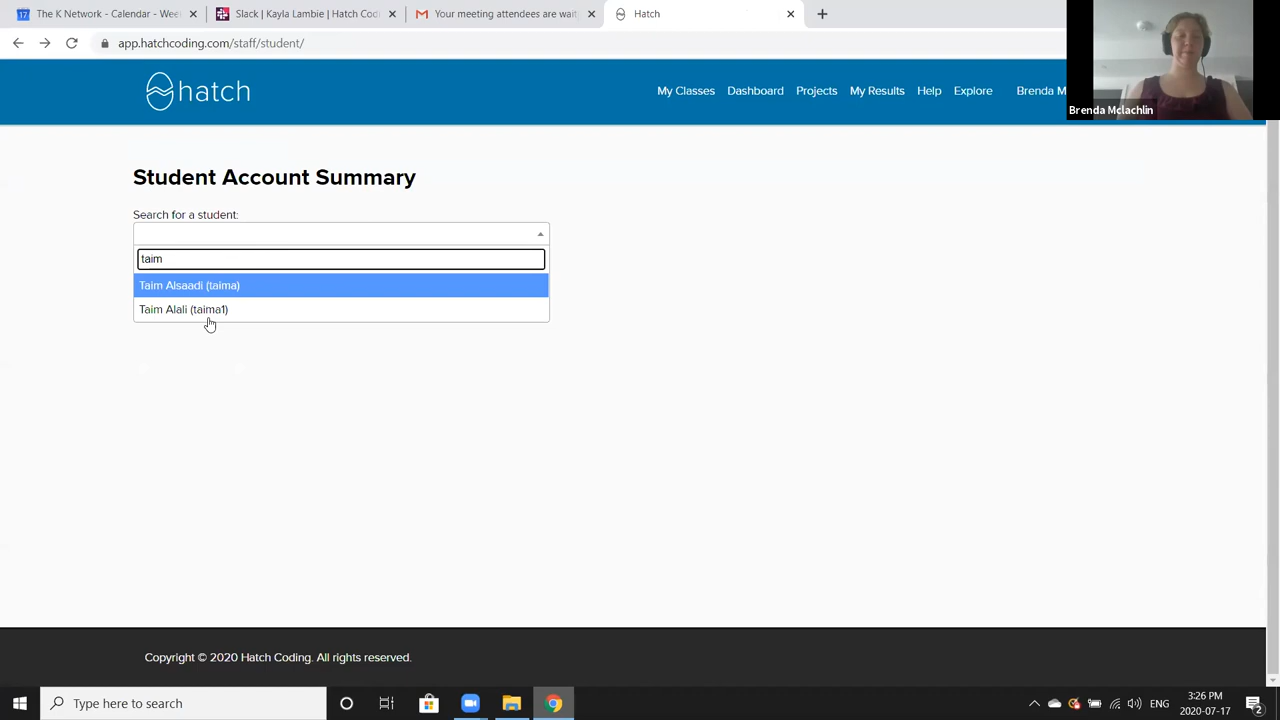 The K Network - Calendar - Wee
Slack | Kayla Lambie | Hatch Cod
Your meeting attendees are wait
Hatch
app.hatchcoding.com/staff/student/
hatch
My Classes Dashboard Projects My Results Help Explore Brenda M
Brenda Mclachlin
Student Account Summary
Search for a student:
taim
Taim Alsaadi (taima)
Taim Alali (taima1)
Copyright © 2020 Hatch Coding. All rights reserved.
Type here to search
ENG
3:26 PM
2020-07-17
2